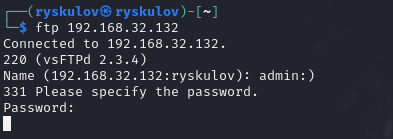 ┌──(ryskulov㉿ryskulov)-[~]
└─$ ftp 192.168.32.132
Connected to 192.168.32.132.
220 (vsFTPd 2.3.4)
Name (192.168.32.132:ryskulov): admin:)
331 Please specify the password.
Password: